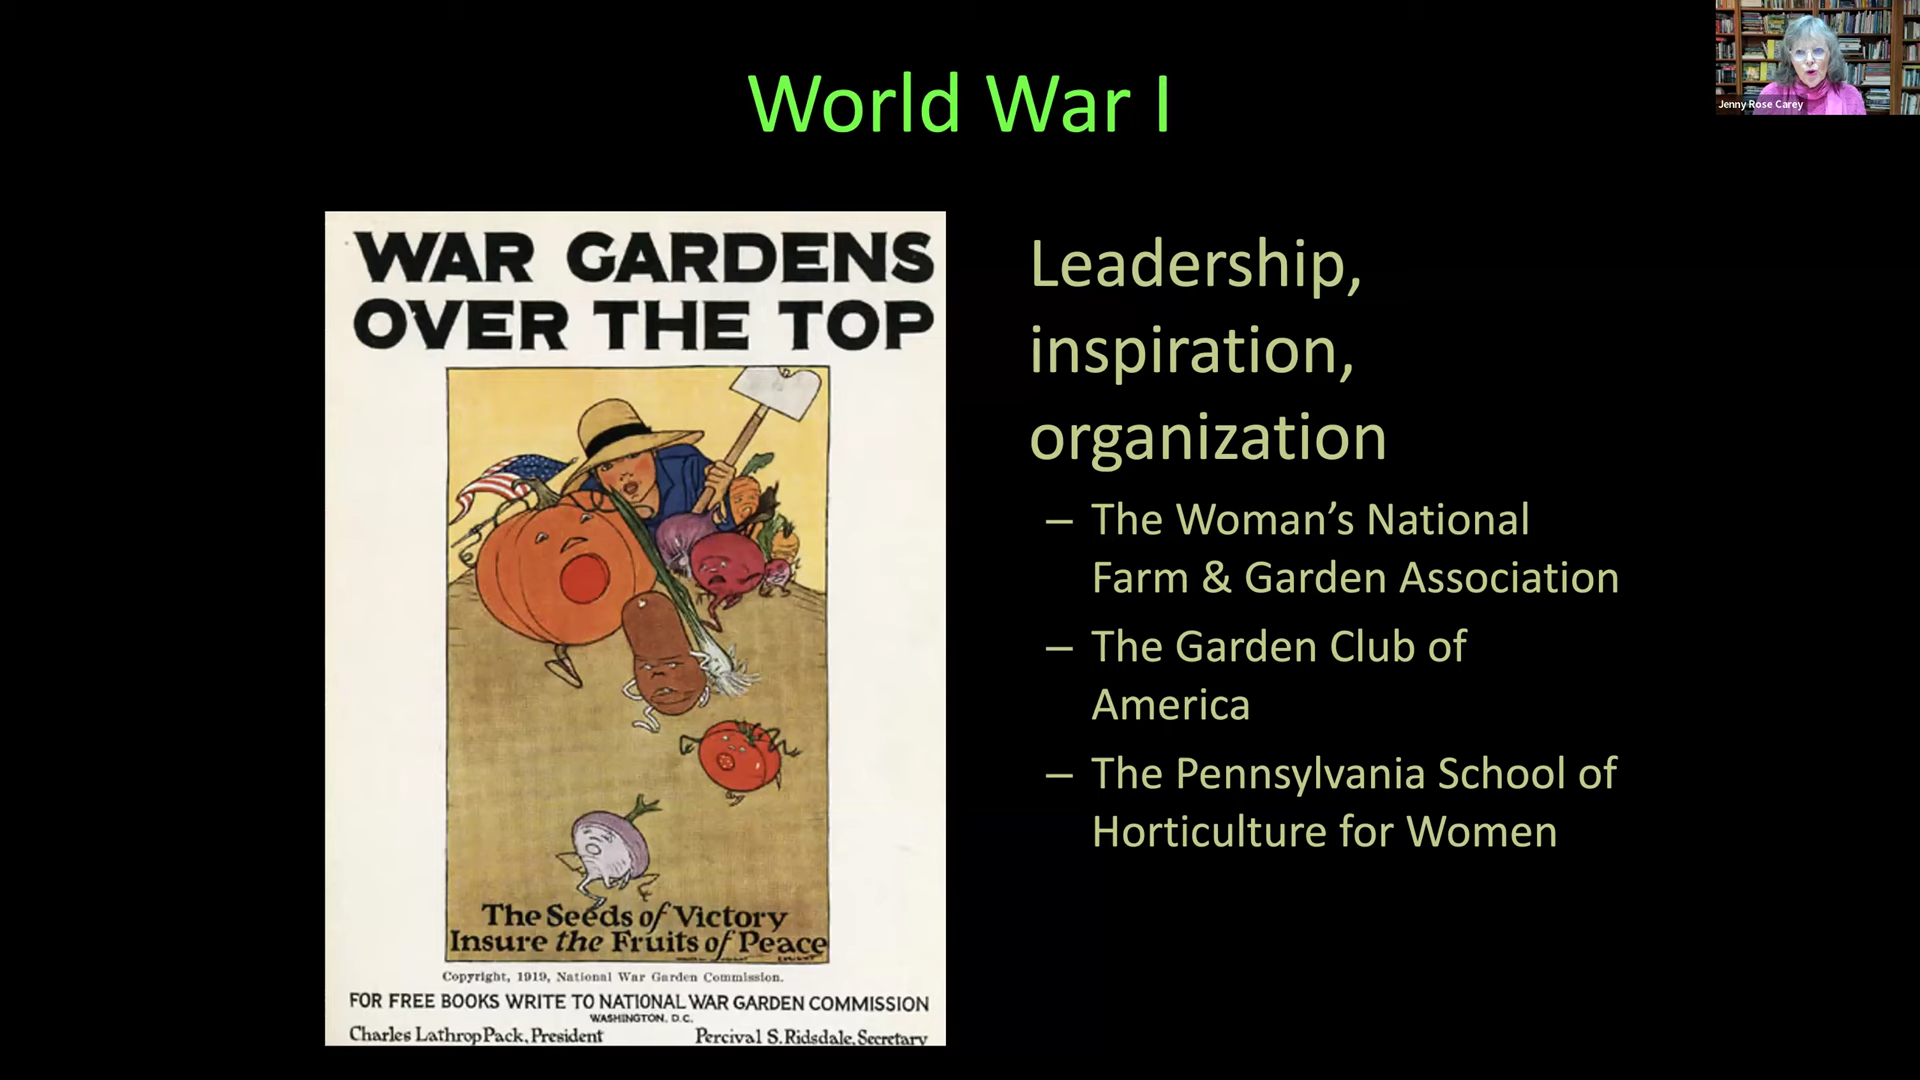 World War I
Jenny Rose Carey
WAR GARDENS
OVER THE TOP
The Seeds of Victory
Insure the Fruits of Peace
Copyright, 1919, National War Garden Commission.
FOR FREE BOOKS WRITE TO NATIONAL WAR GARDEN COMMISSION
WASHINGTON, D.C.
Charles Lathrop Pack, President Percival S. Ridsdale, Secretary
Leadership,
inspiration,
organization
– The Woman’s National
Farm & Garden Association
– The Garden Club of
America
– The Pennsylvania School of
Horticulture for Women